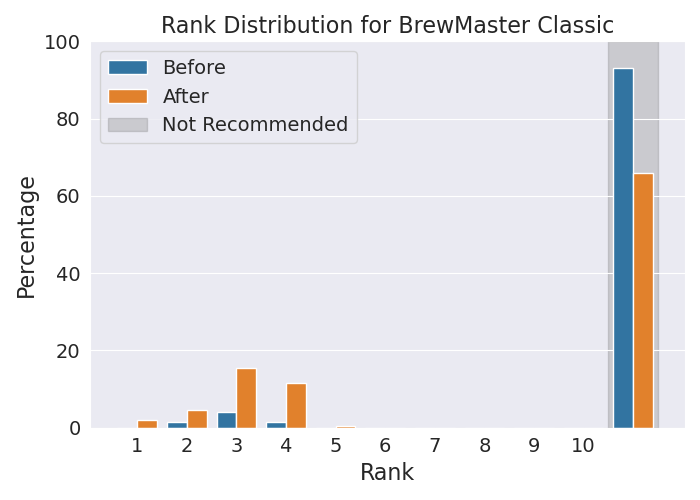 Rank Distribution for BrewMaster Classic
100
80
60
40
20
0
Percentage
Before
After
Not Recommended
1 2 3 4 5 6 7 8 9 10
Rank